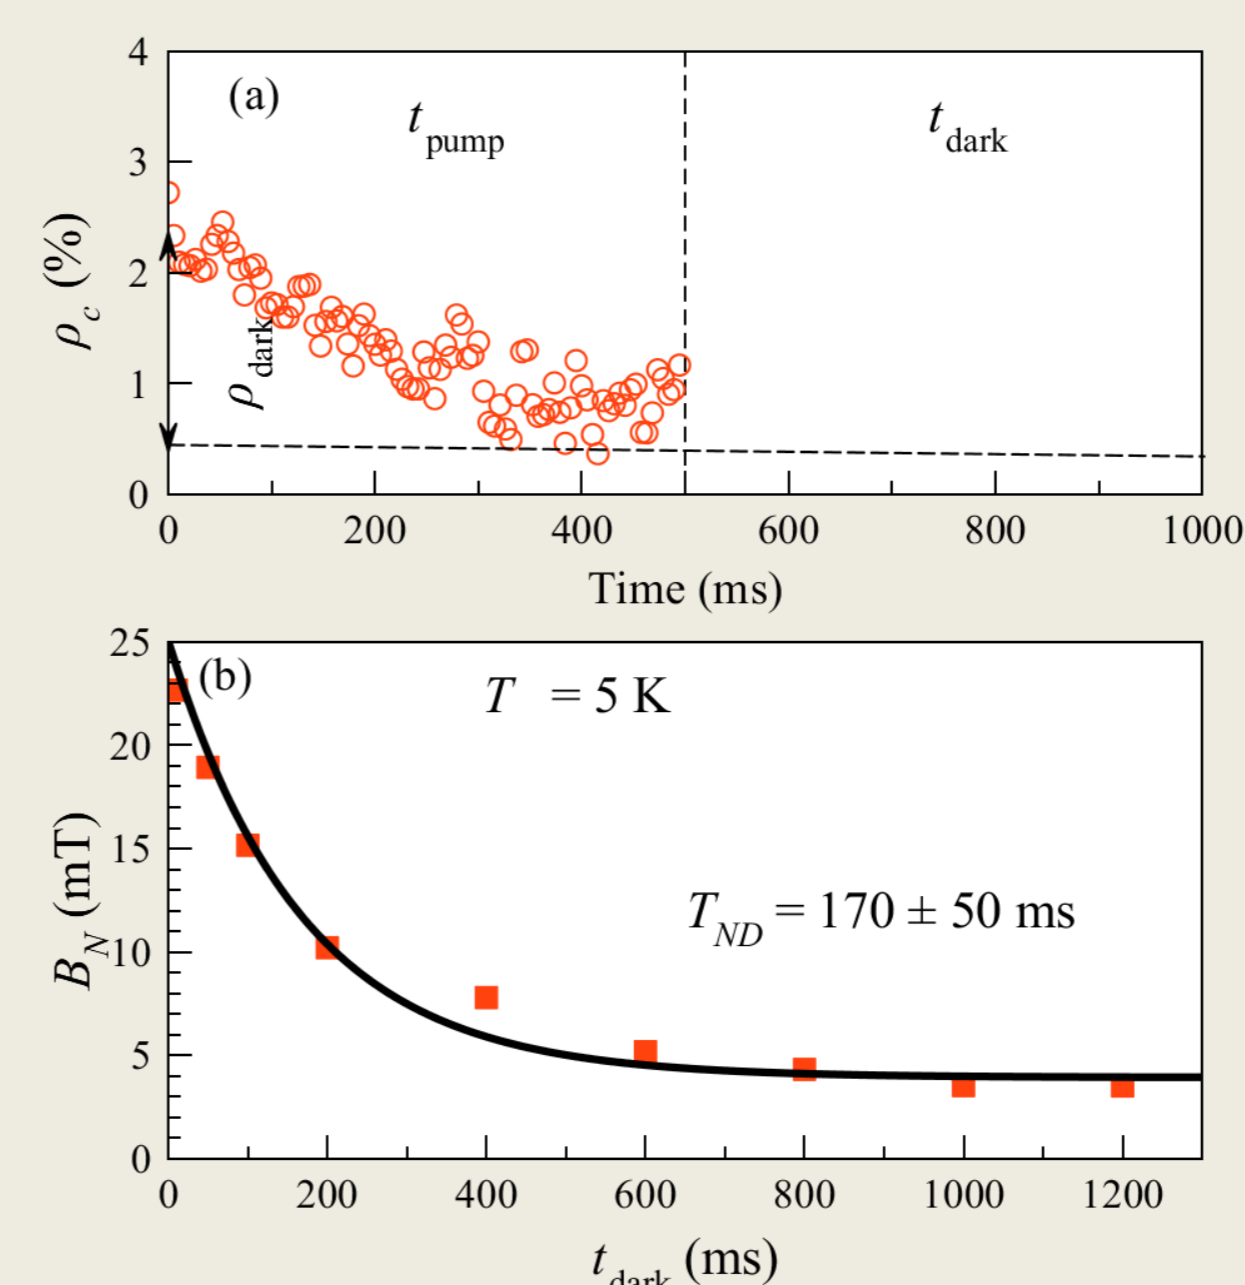 4
(a)
t pump
t dark
3
ρc (%)
2
ρ dark
1
0
0 200 400 600 800 1000
Time (ms)
25
(b)
T = 5 K
20
BN (mT)
15
TND = 170 ± 50 ms
10
5
0
0 200 400 600 800 1000 1200
t dark (ms)